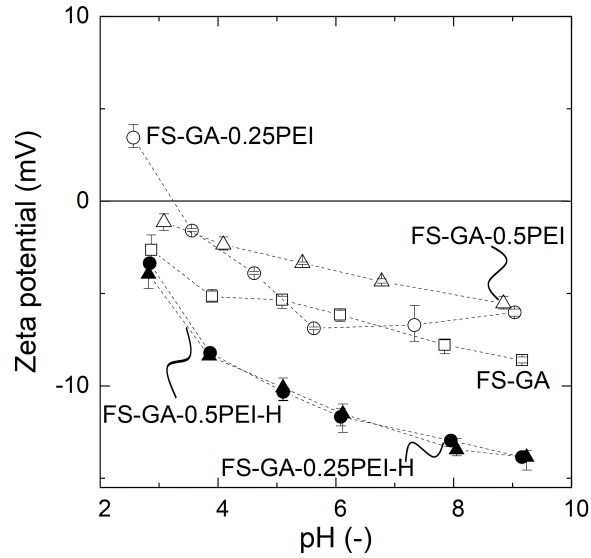 10
0
-10
Zeta potential (mV)
FS-GA-0.25PEI
FS-GA-0.5PEI
FS-GA
FS-GA-0.5PEI-H
FS-GA-0.25PEI-H
2 4 6 8 10
pH (-)